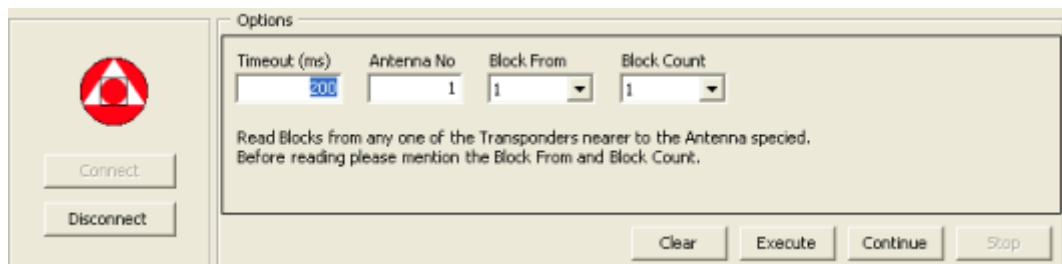 Options
Timeout (ms) Antenna No Block From Block Count
200 1 1 1
Read Blocks from any one of the Transponders nearer to the Antenna specied.
Before reading please mention the Block From and Block Count.
Connect
Disconnect
Clear Execute Continue Stop